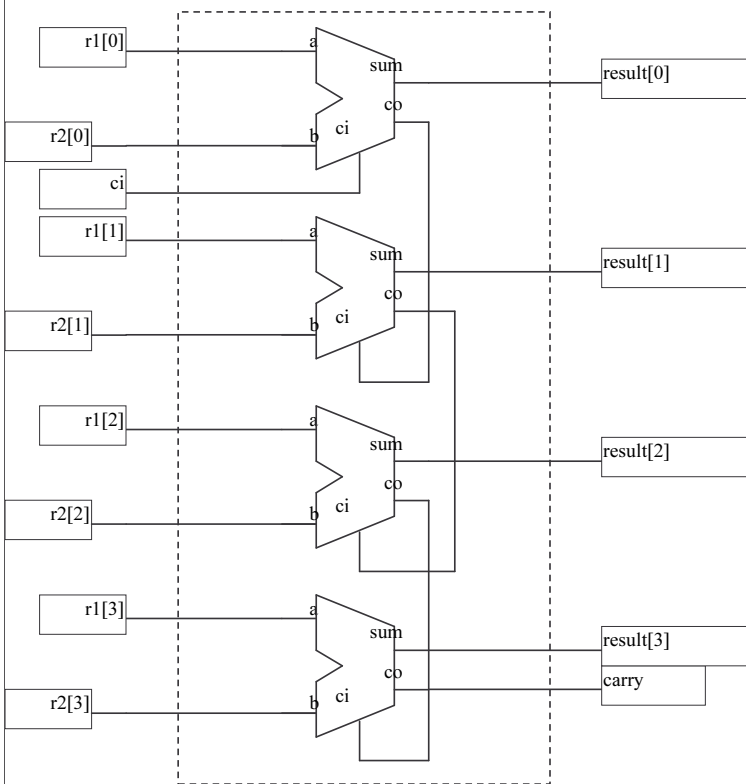 r1[0]
a
sum
result[0]
co
r2[0]
b
ci
ci
r1[1]
a
sum
result[1]
co
r2[1]
b
ci
r1[2]
a
sum
result[2]
co
r2[2]
b
ci
r1[3]
a
sum
result[3]
co
carry
r2[3]
b
ci